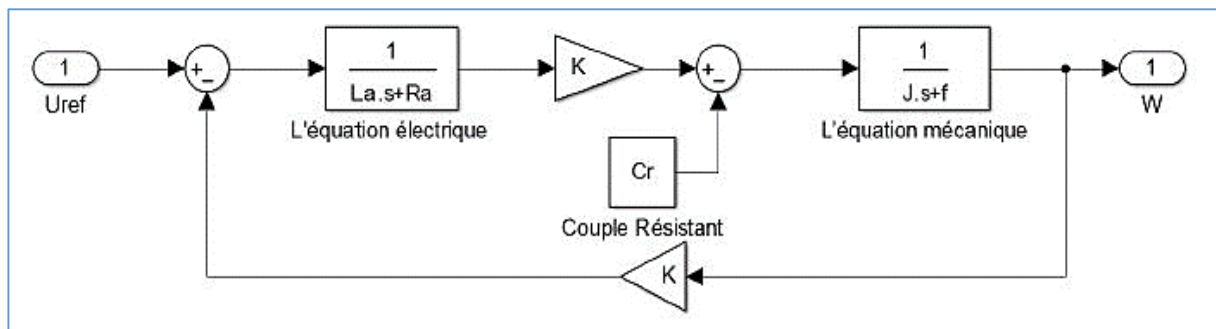 1
Uref
+
-
1
La.s+Ra
L'équation électrique
K
+
-
1
J.s+f
L'équation mécanique
1
W
Cr
Couple Résistant
K